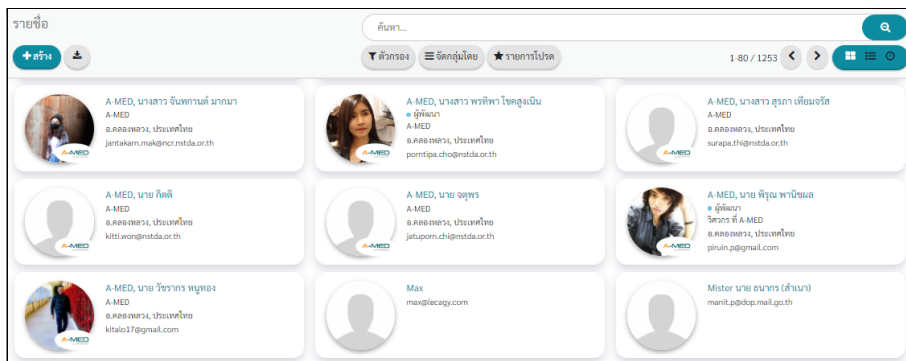 รายชื่อ
ค้นหา...
+สร้าง
ตัวกรอง จัดกลุ่มโดย รายการโปรด
1-80 / 1253
A-MED, นางสาว จันทกานต์ มากมา
A-MED
อ.คลองหลวง, ประเทศไทย
jantakarn.mak@ncr.nstda.or.th
A-MED
A-MED, นางสาว พรทิพา โชคสูงเนิน
ผู้พัฒนา
A-MED
อ.คลองหลวง, ประเทศไทย
porntipa.cho@nstda.or.th
A-MED
A-MED, นางสาว สุรภา เทียมจรัส
A-MED
อ.คลองหลวง, ประเทศไทย
surapa.thi@nstda.or.th
A-MED
A-MED, นาย กิตติ
A-MED
อ.คลองหลวง, ประเทศไทย
kitti.won@nstda.or.th
A-MED
A-MED, นาย จตุพร
A-MED
อ.คลองหลวง, ประเทศไทย
jatuporn.chi@nstda.or.th
A-MED
A-MED, นาย พิรุณ พานิชผล
ผู้พัฒนา
วิศวกร ที่ A-MED
อ.คลองหลวง, ประเทศไทย
piruin.p@gmail.com
A-MED
A-MED, นาย วัชรากร หนูทอง
A-MED
อ.คลองหลวง, ประเทศไทย
kitalo17@gmail.com
A-MED
Max
max@lecagy.com
Mister นาย ธนากร (สำเนา)
manit.p@dop.mail.go.th